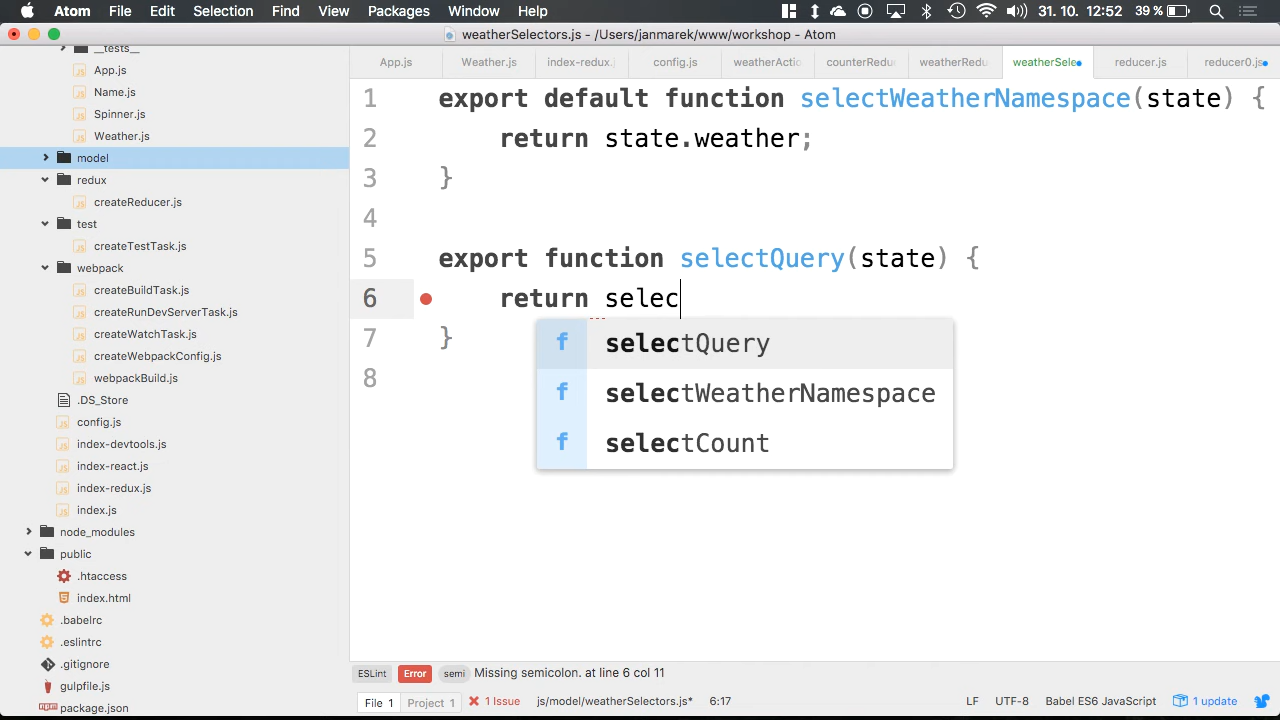 Atom File Edit Selection Find View Packages Window Help 31. 10. 12:52 39 %
weatherSelectors.js - /Users/janmarek/www/workshop - Atom
__tests__
App.js
Name.js
Spinner.js
Weather.js
model
redux
createReducer.js
test
createTestTask.js
webpack
createBuildTask.js
createRunDevServerTask.js
createWatchTask.js
createWebpackConfig.js
webpackBuild.js
.DS_Store
config.js
index-devtools.js
index-react.js
index-redux.js
index.js
node_modules
public
.htaccess
index.html
.babelrc
.eslintrc
.gitignore
gulpfile.js
package.json
App.js Weather.js index-redux.j config.js weatherActio counterRedu weatherRedu weatherSele reducer.js reducer0.js
1 export default function selectWeatherNamespace(state) {
2 return state.weather;
3 }
4
5 export function selectQuery(state) {
6 return selec
7 }
8
f selectQuery
f selectWeatherNamespace
f selectCount
ESLint Error semi Missing semicolon. at line 6 col 11
File 1 Project 1 1 Issue js/model/weatherSelectors.js* 6:17 LF UTF-8 Babel ES6 JavaScript 1 update